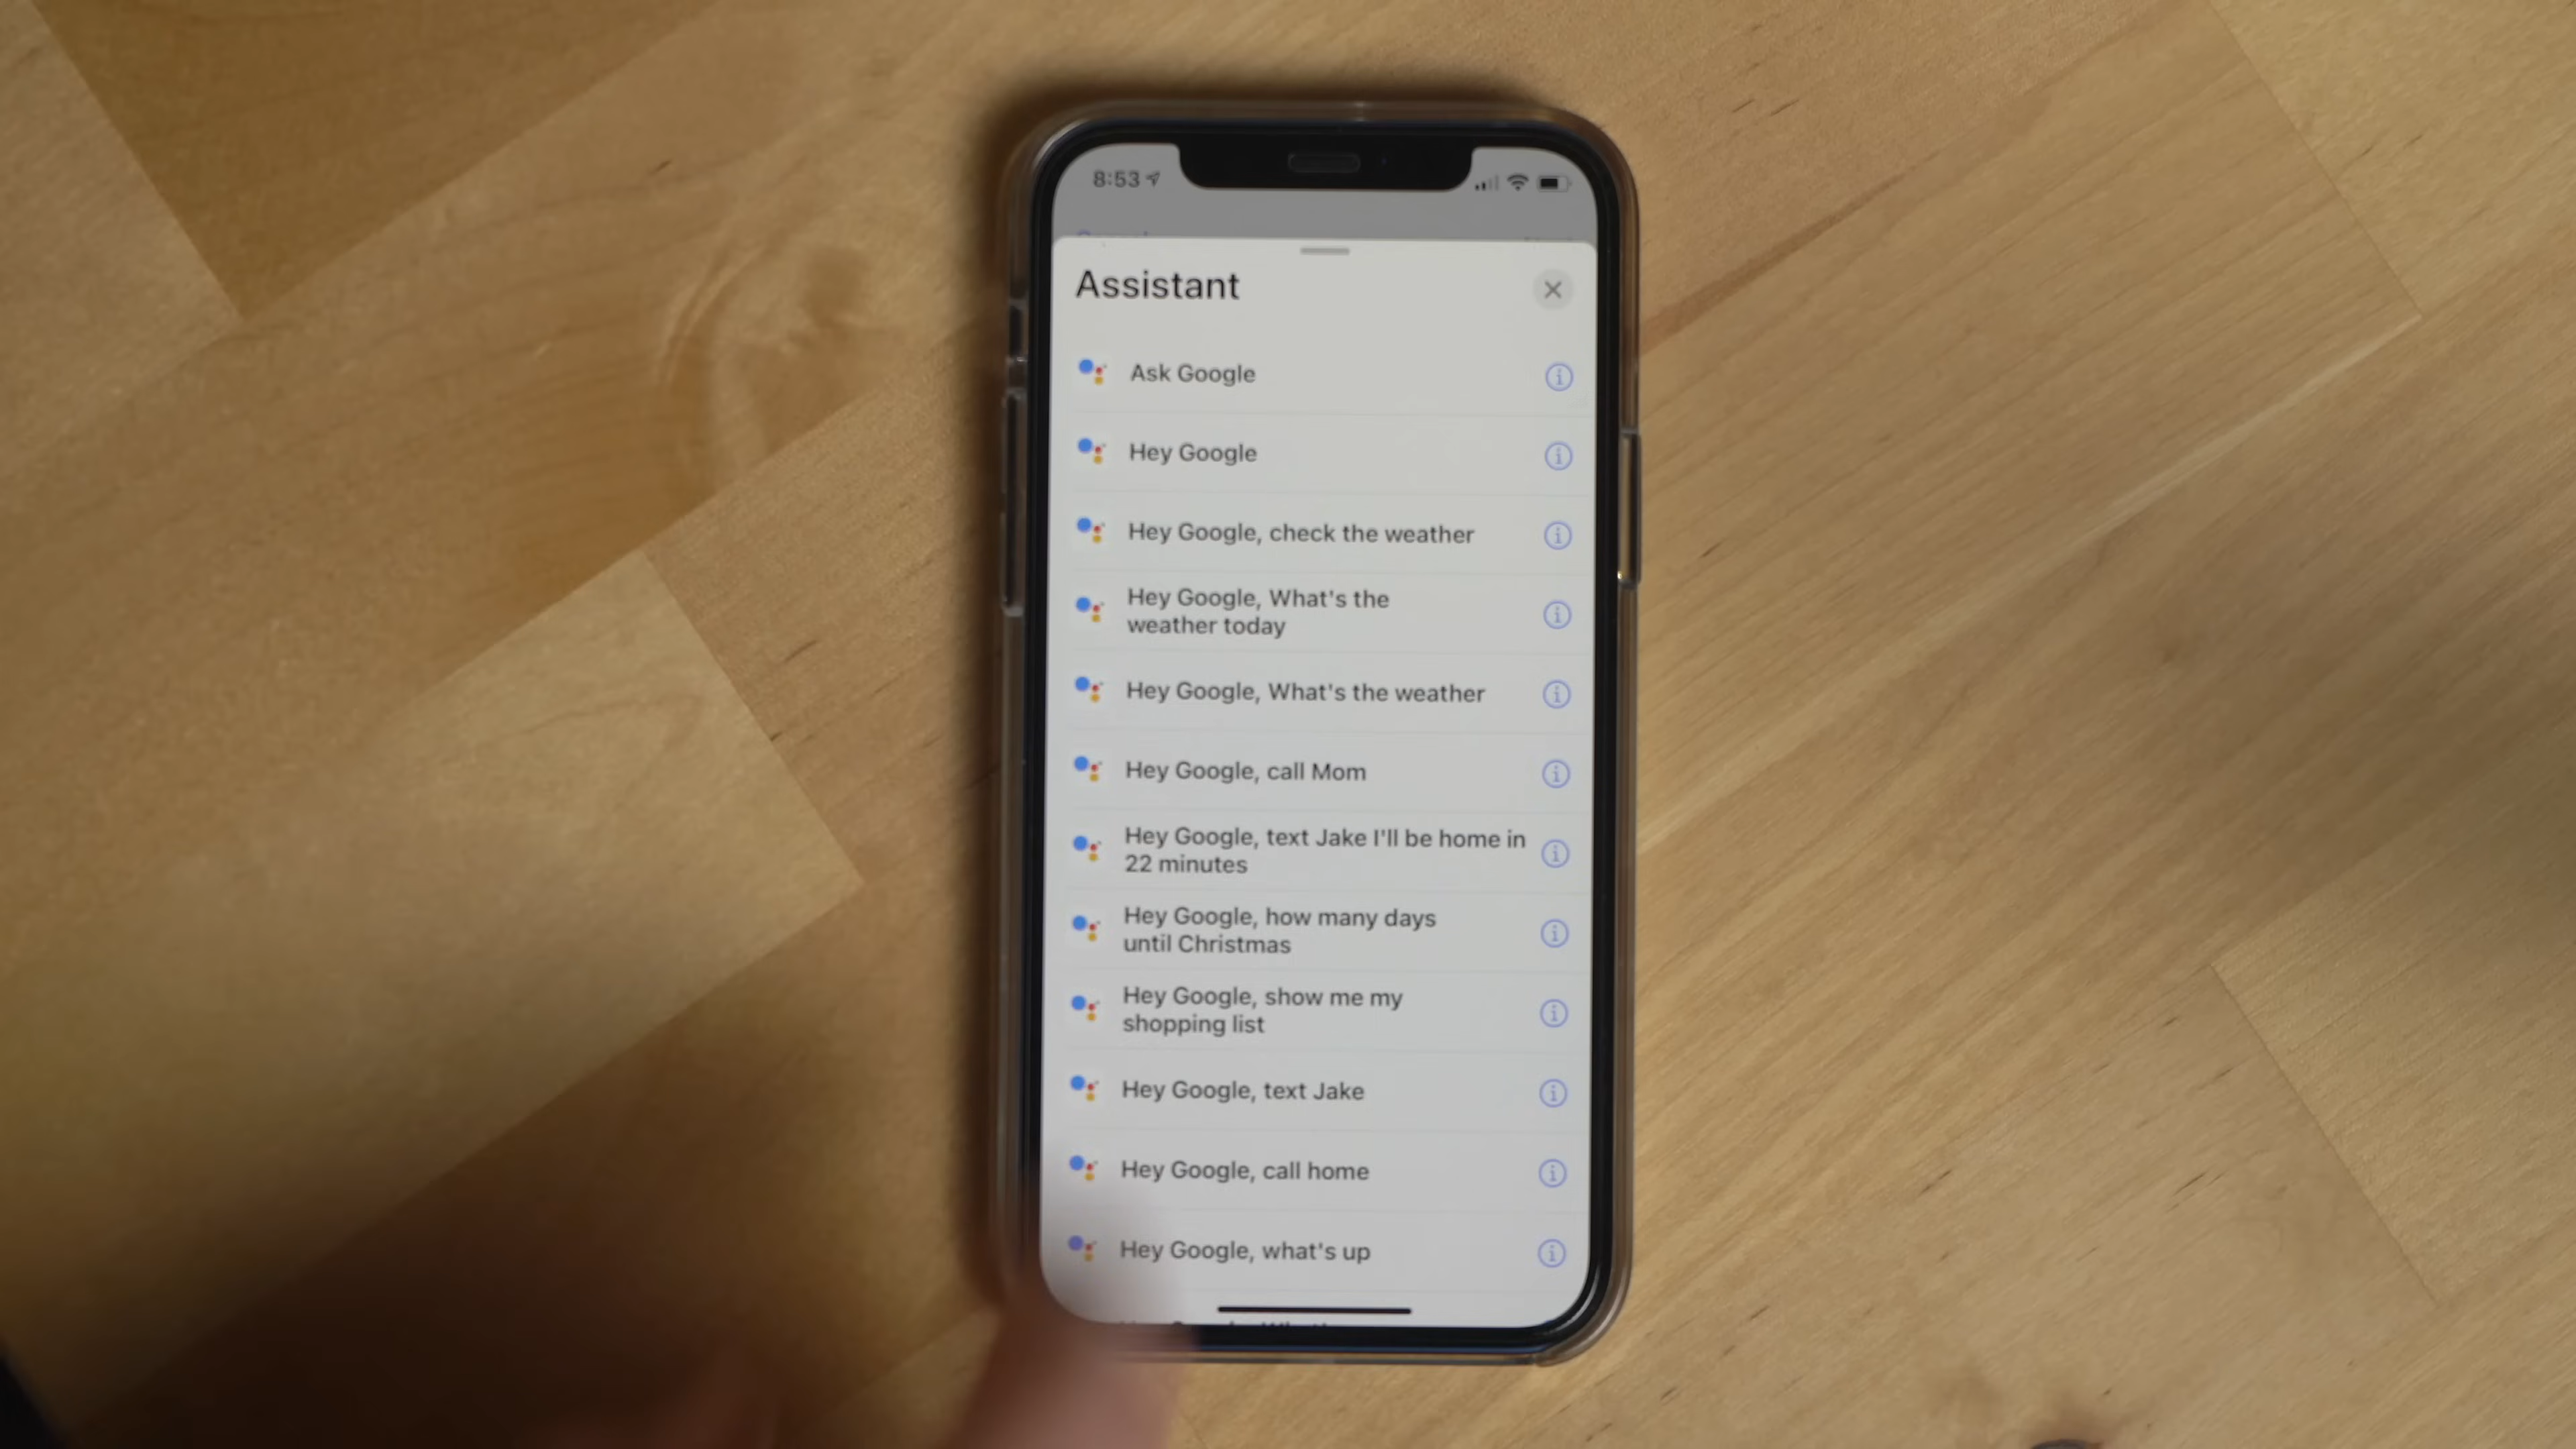 8:53
Assistant
Ask Google
Hey Google
Hey Google, check the weather
Hey Google, What's the
weather today
Hey Google, What's the weather
Hey Google, call Mom
Hey Google, text Jake I'll be home in
22 minutes
Hey Google, how many days
until Christmas
Hey Google, show me my
shopping list
Hey Google, text Jake
Hey Google, call home
Hey Google, what's up